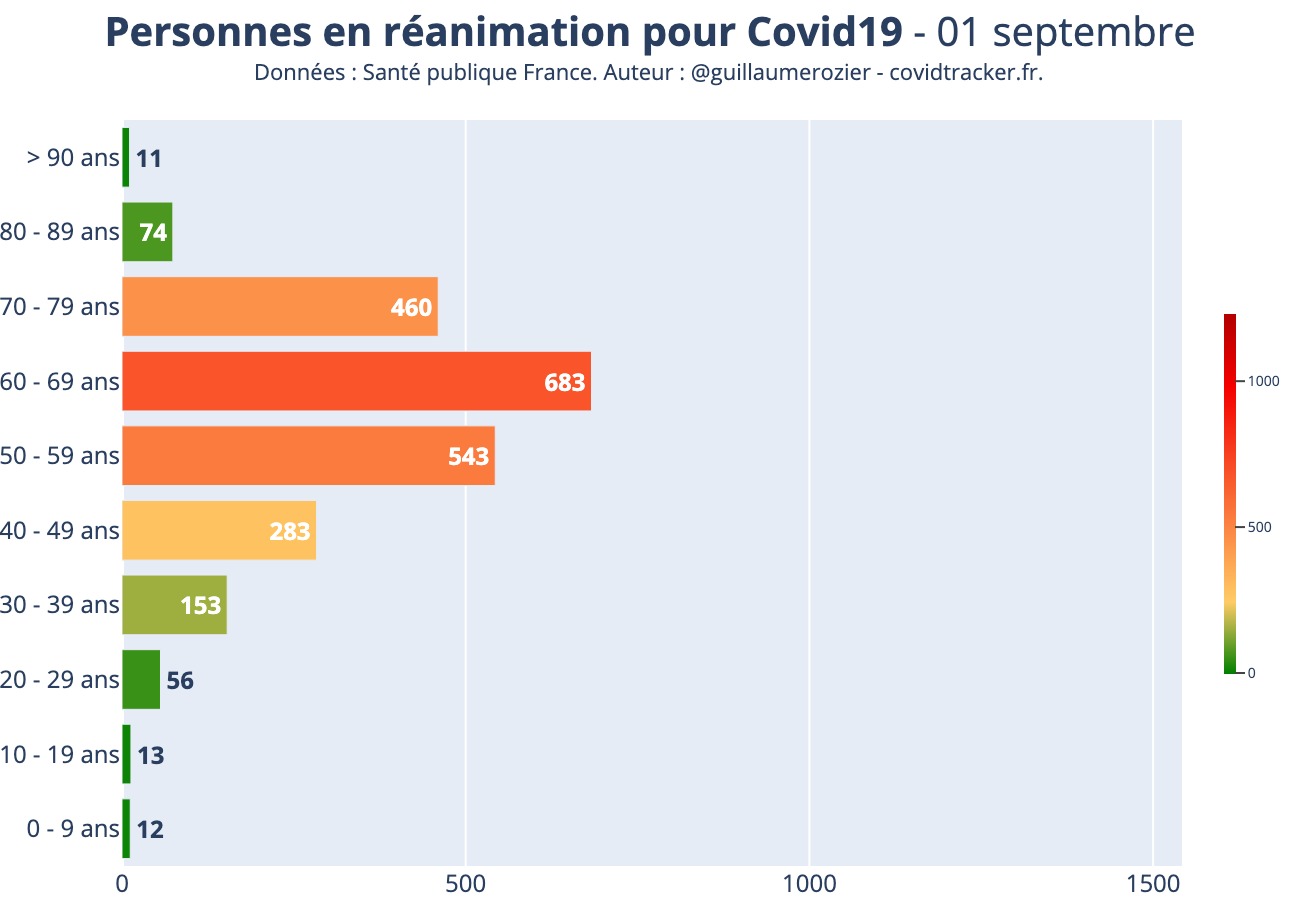 Personnes en réanimation pour Covid19 - 01 septembre
Données : Santé publique France. Auteur : @guillaumerozier - covidtracker.fr.
> 90 ans 11
80 - 89 ans 74
70 - 79 ans 460
60 - 69 ans 683
50 - 59 ans 543
40 - 49 ans 283
30 - 39 ans 153
20 - 29 ans 56
10 - 19 ans 13
0 - 9 ans 12
0 500 1000 1500
1000
500
0